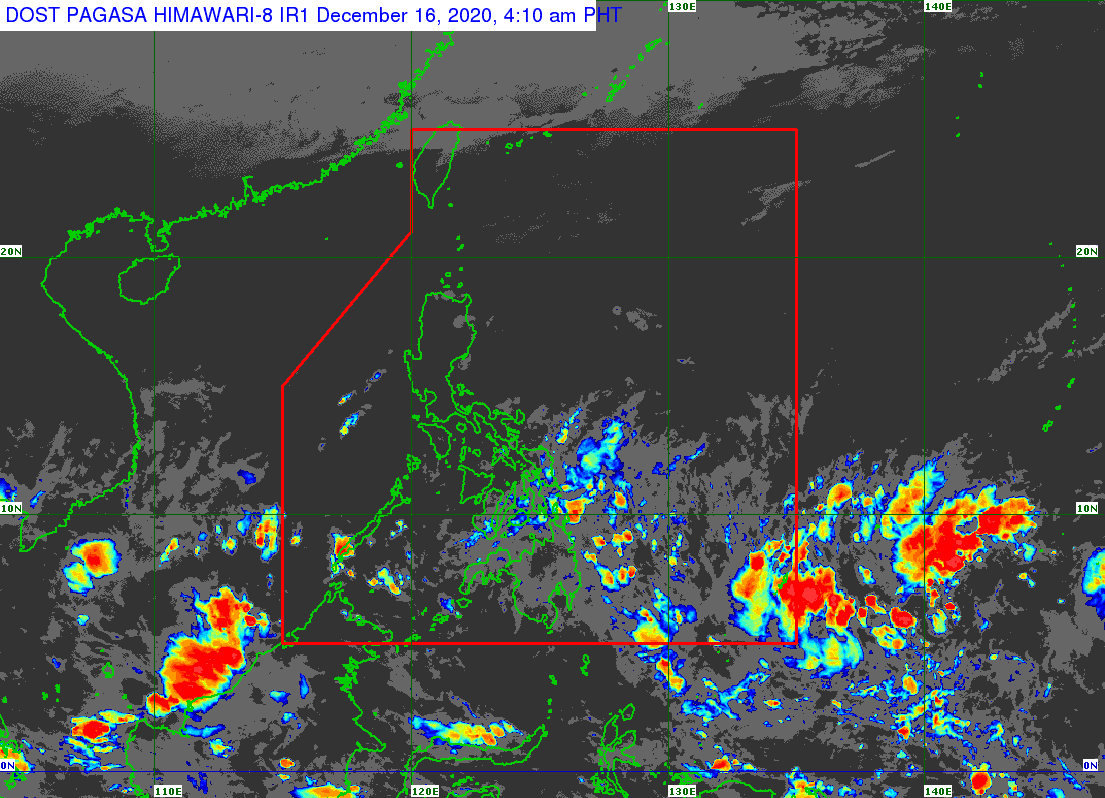 DOST PAGASA HIMAWARI-8 IR1 December 16, 2020, 4:10 am PHT
130E 140E
20N 20N
10N 10N
0N 0N
110E 120E 130E 140E